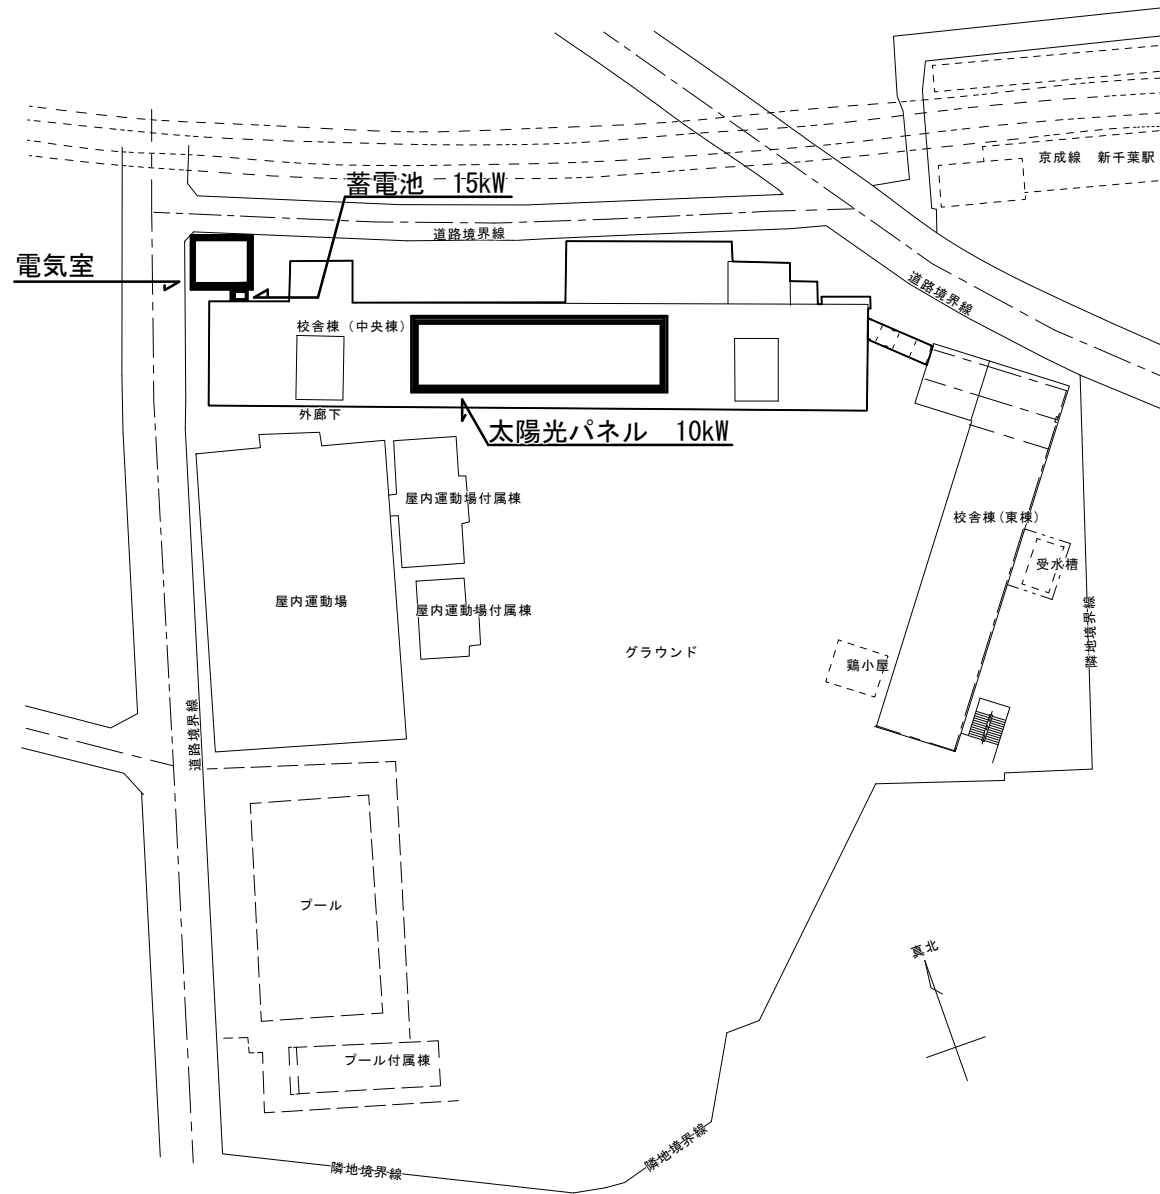 京成線　新千葉駅
蓄電池　15kW
道路境界線
電気室
道路境界線
校舎棟（中央棟）
外廊下
太陽光パネル　10kW
屋内運動場付属棟
校舎棟(東棟)
受水槽
屋内運動場
屋内運動場付属棟
隣地境界線
グラウンド
鶏小屋
道路境界線
プール
真北
プール付属棟
隣地境界線
隣地境界線